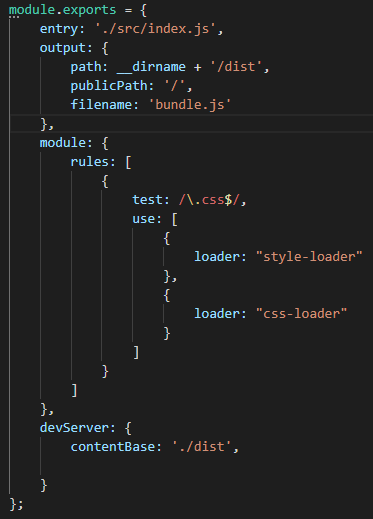 module.exports = {
    entry: './src/index.js',
    output: {
        path: __dirname + '/dist',
        publicPath: '/',
        filename: 'bundle.js'
    },
    module: {
        rules: [
            {
                test: /\.css$/,
                use: [
                    {
                        loader: "style-loader"
                    },
                    {
                        loader: "css-loader"
                    }
                ]
            }
        ]
    },
    devServer: {
        contentBase: './dist',
    }
};